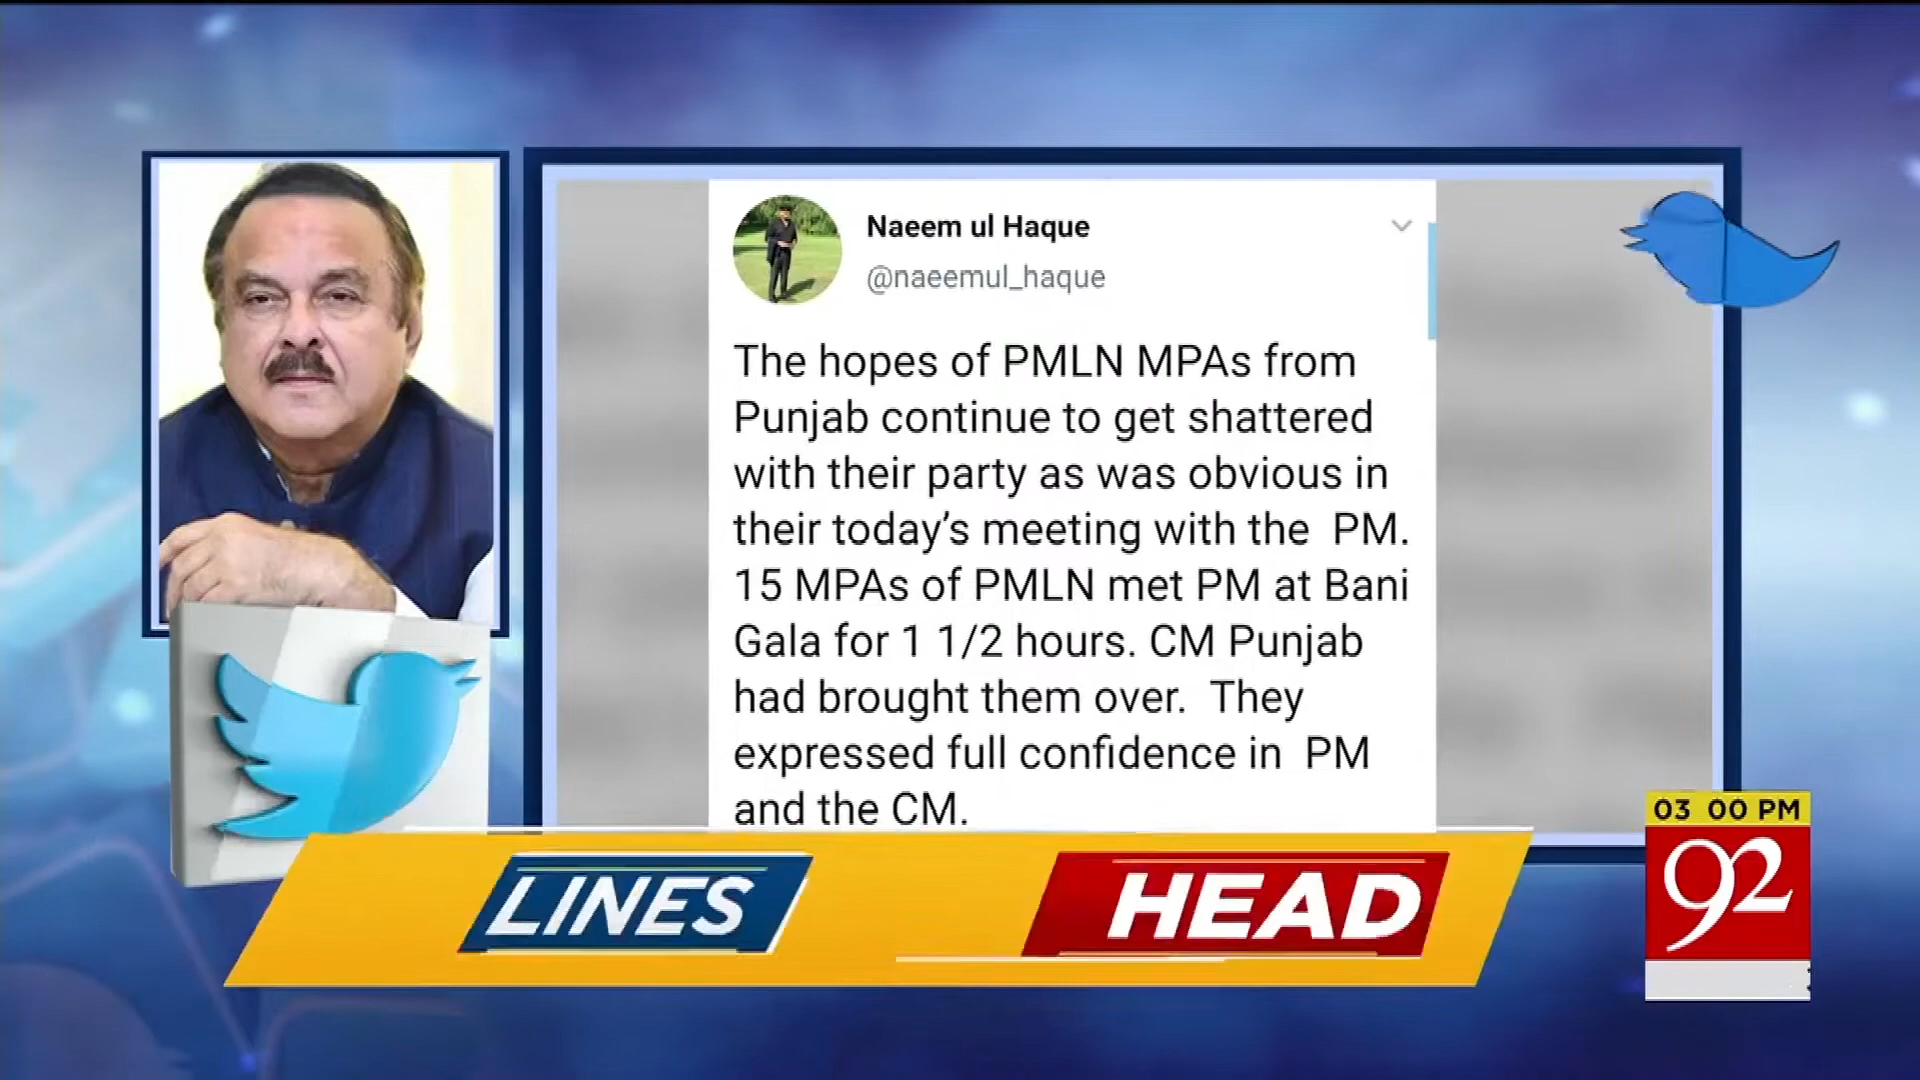 Naeem ul Haque
@naeemul_haque
The hopes of PMLN MPAs from
Punjab continue to get shattered
with their party as was obvious in
their today's meeting with the  PM.
15 MPAs of PMLN met PM at Bani
Gala for 1 1/2 hours. CM Punjab
had brought them over.  They
expressed full confidence in  PM
and the CM.
LINES
HEAD
03 00 PM
92